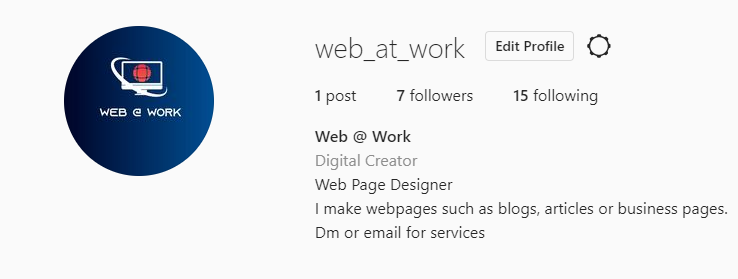 WEB @ WORK
web_at_work Edit Profile
1 post 7 followers 15 following
Web @ Work
Digital Creator
Web Page Designer
I make webpages such as blogs, articles or business pages.
Dm or email for services